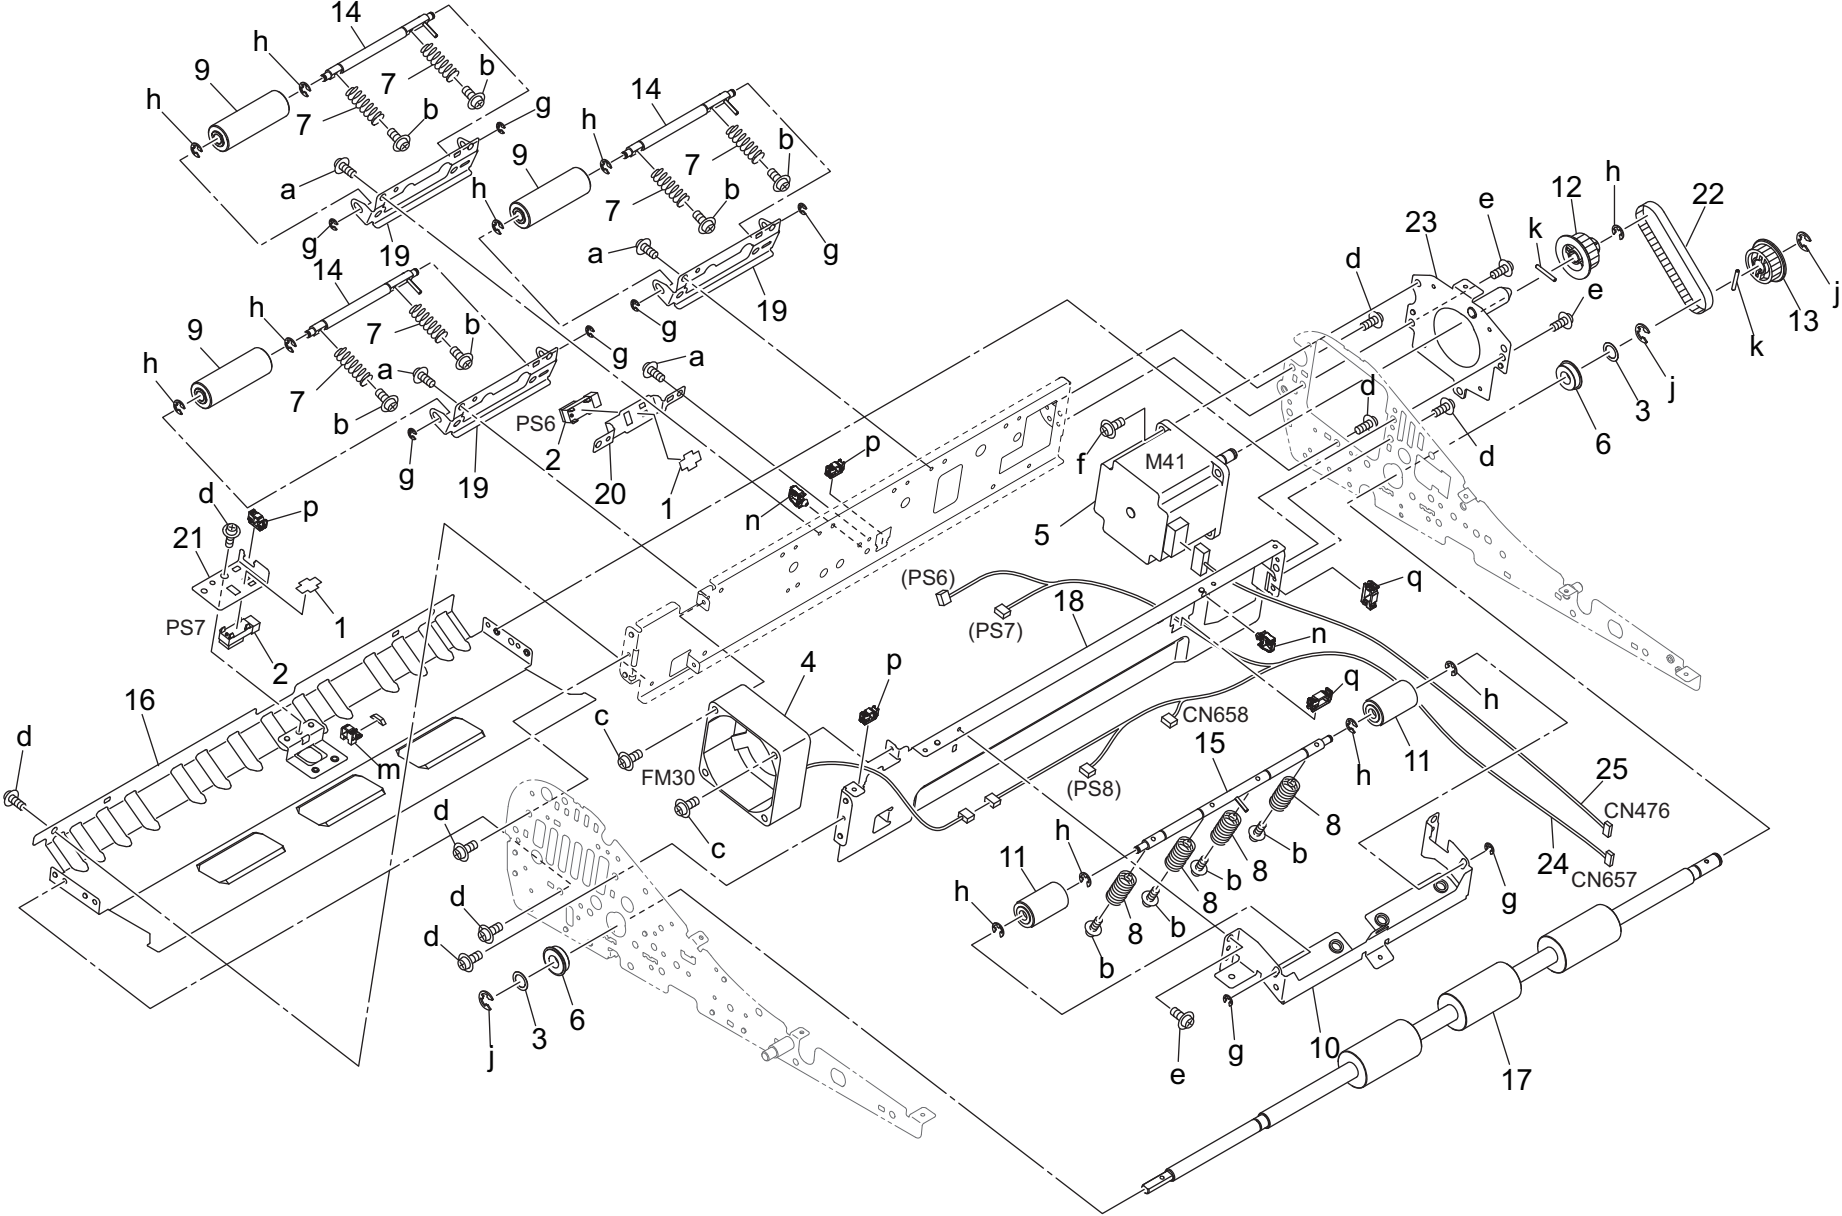 14
h
9
7
b
h
7
b
g
14
h
a
9
7
b
h
7
b
g
19
g
14
a
h
9
7
b
19
g
h
7
a
b
g
a
PS6
2
g
19
20
1
p
n
d
p
21
1
PS7
2
16
d
m
12
h
22
e
23
k
d
e
13
j
k
j
3
d
6
d
f
M41
5
(PS6)
(PS7)
18
q
n
4
p
q
h
c
CN658
FM30
15
11
h
(PS8)
25
CN476
c
8
b
h
8
b
24
CN657
11
8
b
h
8
b
g
d
d
d
6
3
j
e
g
10
17